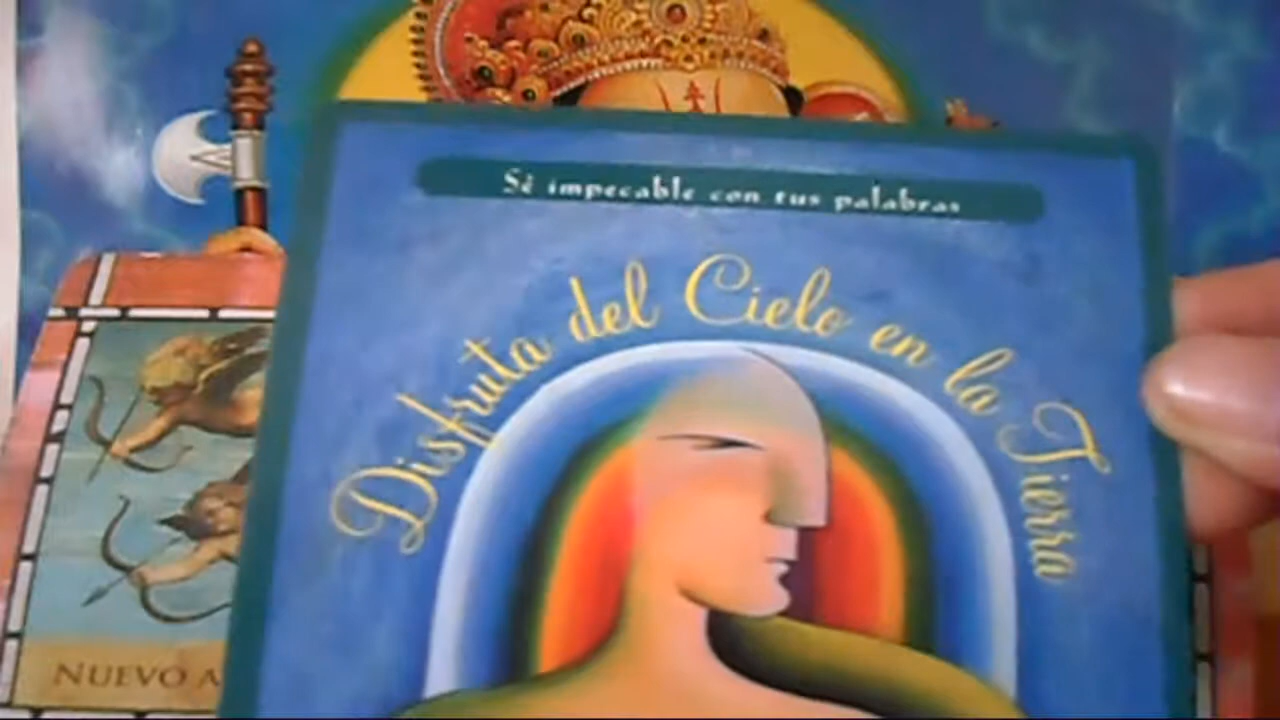 Sé impecable con tus palabras
Disfruta del Cielo en la Tierra
NUEVO A